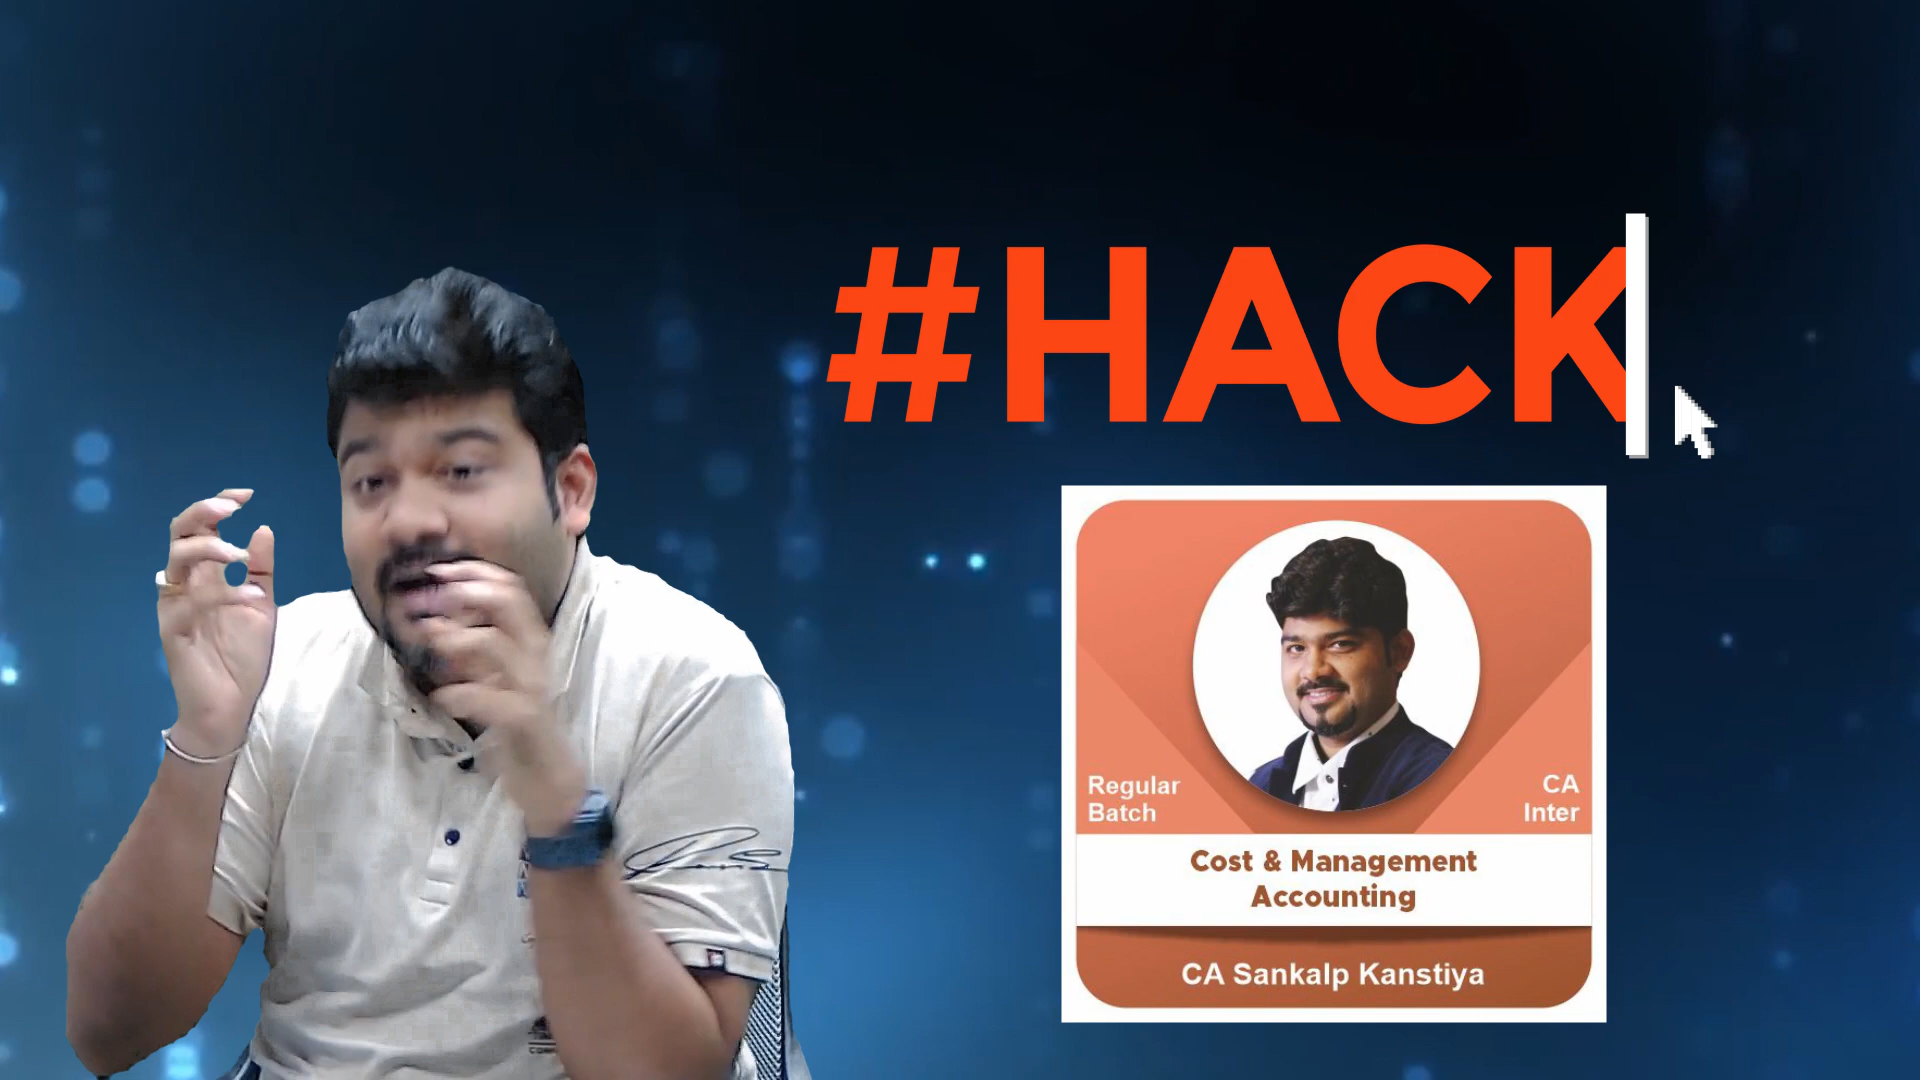 #HACK
Regular
Batch
CA
Inter
Cost & Management
Accounting
CA Sankalp Kanstiya